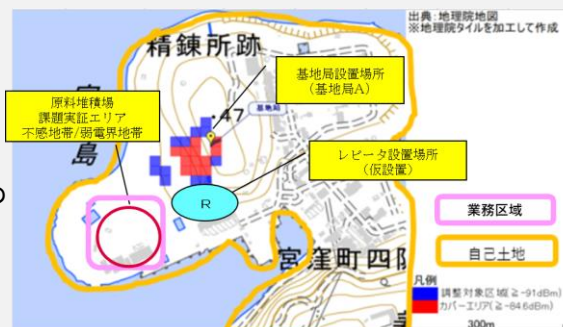 出典:地理院地図
※地理院タイルを加工して作成
精錬所跡
基地局設置場所
(基地局A)
原料堆積場
課題実証エリア
不感地帯/弱電界地帯
・47
基地局
島
レピータ設置場所
(仮設置)
R
の
業務区域
宮窪町四阪
自己土地
凡例
調整対象区域(≧-91dBm)
カバーエリア(≧-84.6dBm)
300m